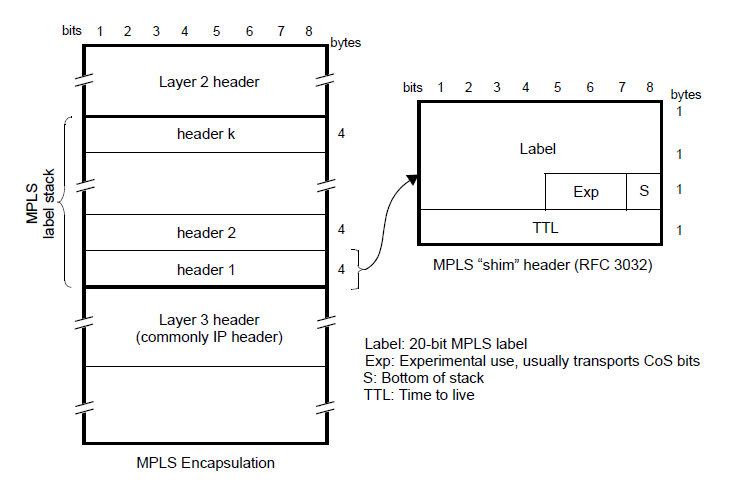 bits 1 2 3 4 5 6 7 8
bytes
Layer 2 header
header k 4
MPLS
label stack
header 2 4
header 1 4
Layer 3 header
(commonly IP header)
MPLS Encapsulation
bits 1 2 3 4 5 6 7 8
bytes
1
Label 1
Exp S 1
TTL 1
MPLS “shim” header (RFC 3032)
Label: 20-bit MPLS label
Exp: Experimental use, usually transports CoS bits
S: Bottom of stack
TTL: Time to live